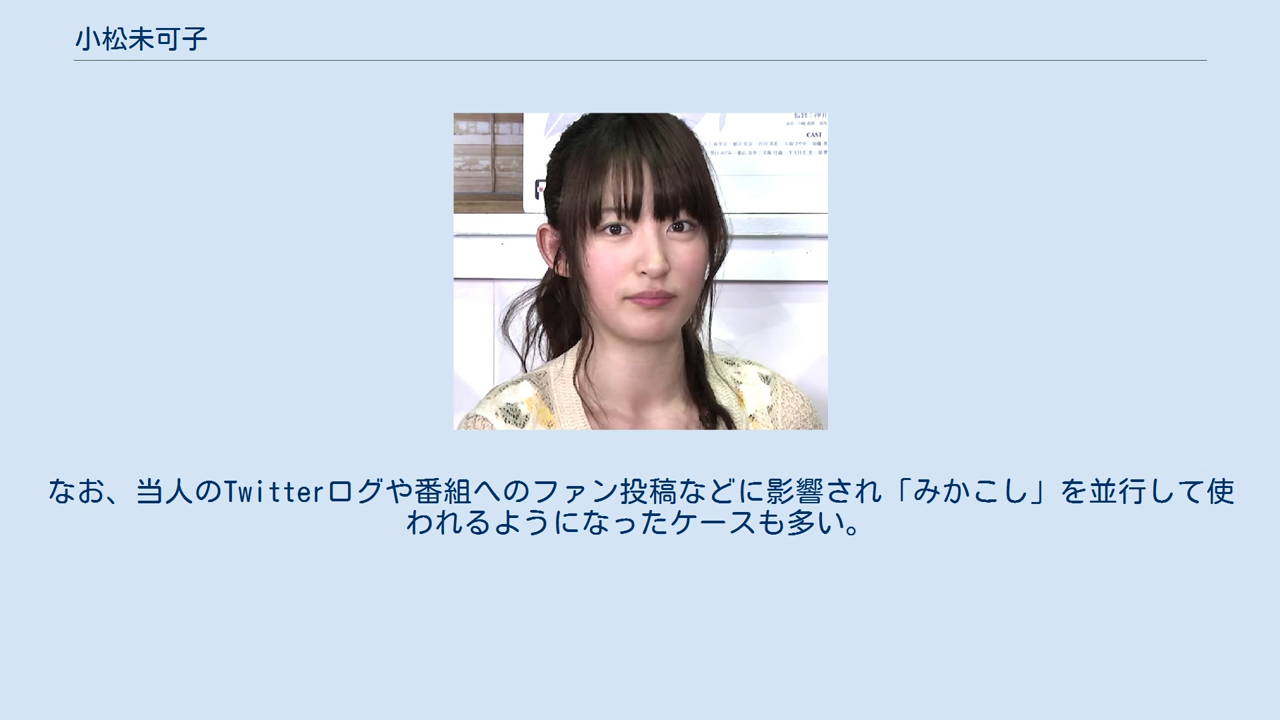 小松未可子
CAST
なお、当人のTwitterログや番組へのファン投稿などに影響され「みかこし」を並行して使
われるようになったケースも多い。